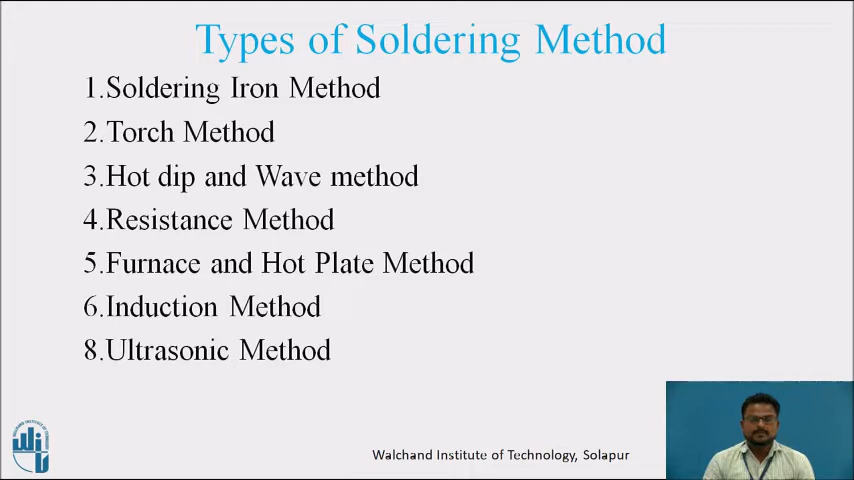 Types of Soldering Method
1.Soldering Iron Method
2.Torch Method
3.Hot dip and Wave method
4.Resistance Method
5.Furnace and Hot Plate Method
6.Induction Method
8.Ultrasonic Method
Walchand Institute of Technology, Solapur